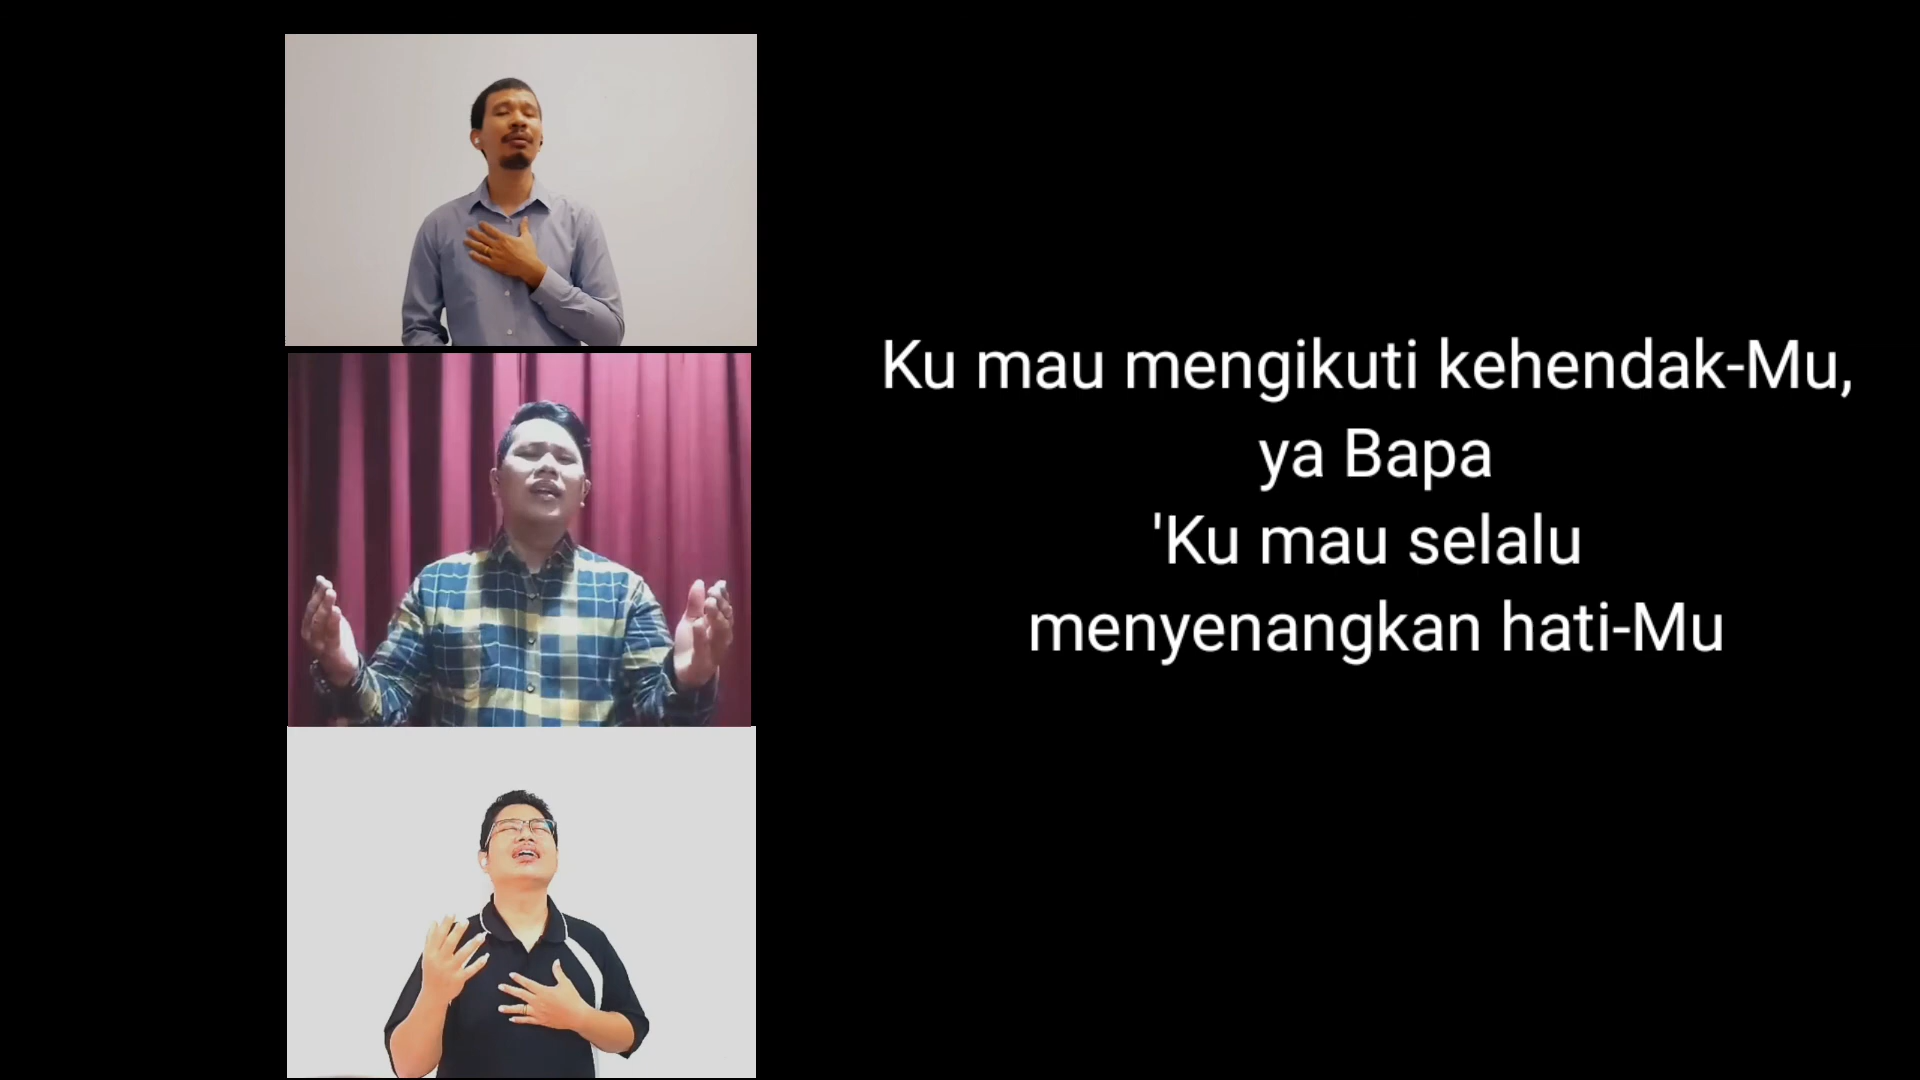 Ku mau mengikuti kehendak-Mu,
ya Bapa
'Ku mau selalu
menyenangkan hati-Mu